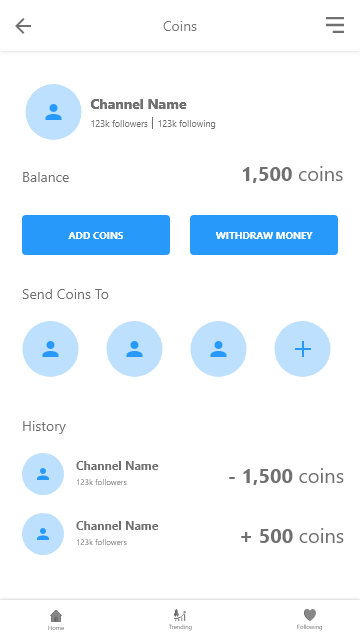 Coins
Channel Name
123k followers | 123k following
Balance
1,500 coins
ADD COINS
WITHDRAW MONEY
Send Coins To
History
Channel Name
123k followers
- 1,500 coins
Channel Name
123k followers
+ 500 coins
Home
Trending
Following